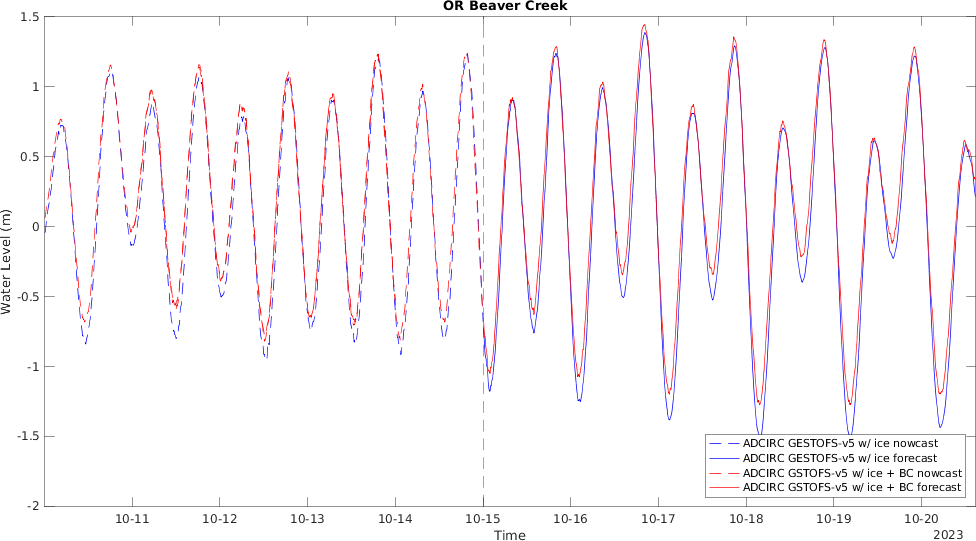 OR Beaver Creek
1.5
1
0.5
0
-0.5
-1
-1.5
-2
Water Level (m)
10-11
10-12
10-13
10-14
10-15
10-16
10-17
10-18
10-19
10-20
Time
2023
ADCIRC GESTOFS-v5 w/ ice nowcast
ADCIRC GESTOFS-v5 w/ ice forecast
ADCIRC GSTOFS-v5 w/ ice + BC nowcast
ADCIRC GSTOFS-v5 w/ ice + BC forecast